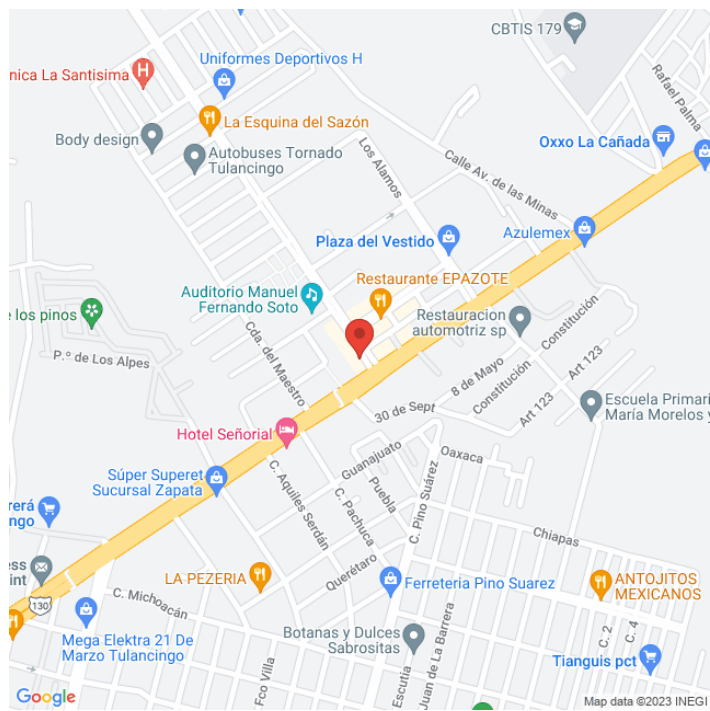 CBTIS 179
Uniformes Deportivos H
nica La Santisima
Rafael Palma
La Esquina del Sazón
Body design
Oxxo La Cañada
Autobuses Tornado
Tulancingo
Los Alamos
Calle Av. de las Minas
Plaza del Vestido
Azulemex
Restaurante EPAZOTE
Auditorio Manuel
Fernando Soto
e los pinos
Restauracion
automotriz sp
Constitución
Cda. del Maestro
P.º de Los Alpes
8 de Mayo
Constitución
Art 123
Art 123
Escuela Primari
María Morelos y
30 de Sept
Hotel Señorial
Guanajuato
Oaxaca
Súper Superet
Sucursal Zapata
C. Aquiles Serdán
C. Pachuca
Puebla
C. Pino Suárez
rerá
ngo
Chiapas
ess
int
LA PEZERIA
Querétaro
Ferreteria Pino Suarez
ANTOJITOS
MEXICANOS
130
C. Michoacán
Mega Elektra 21 De
Marzo Tulancingo
Botanas y Dulces
Sabrositas
Juan de La Barrera
C. 2
C. 4
Tianguis pct
Fco Villa
Escutia
Google
Map data ©2023 INEGI